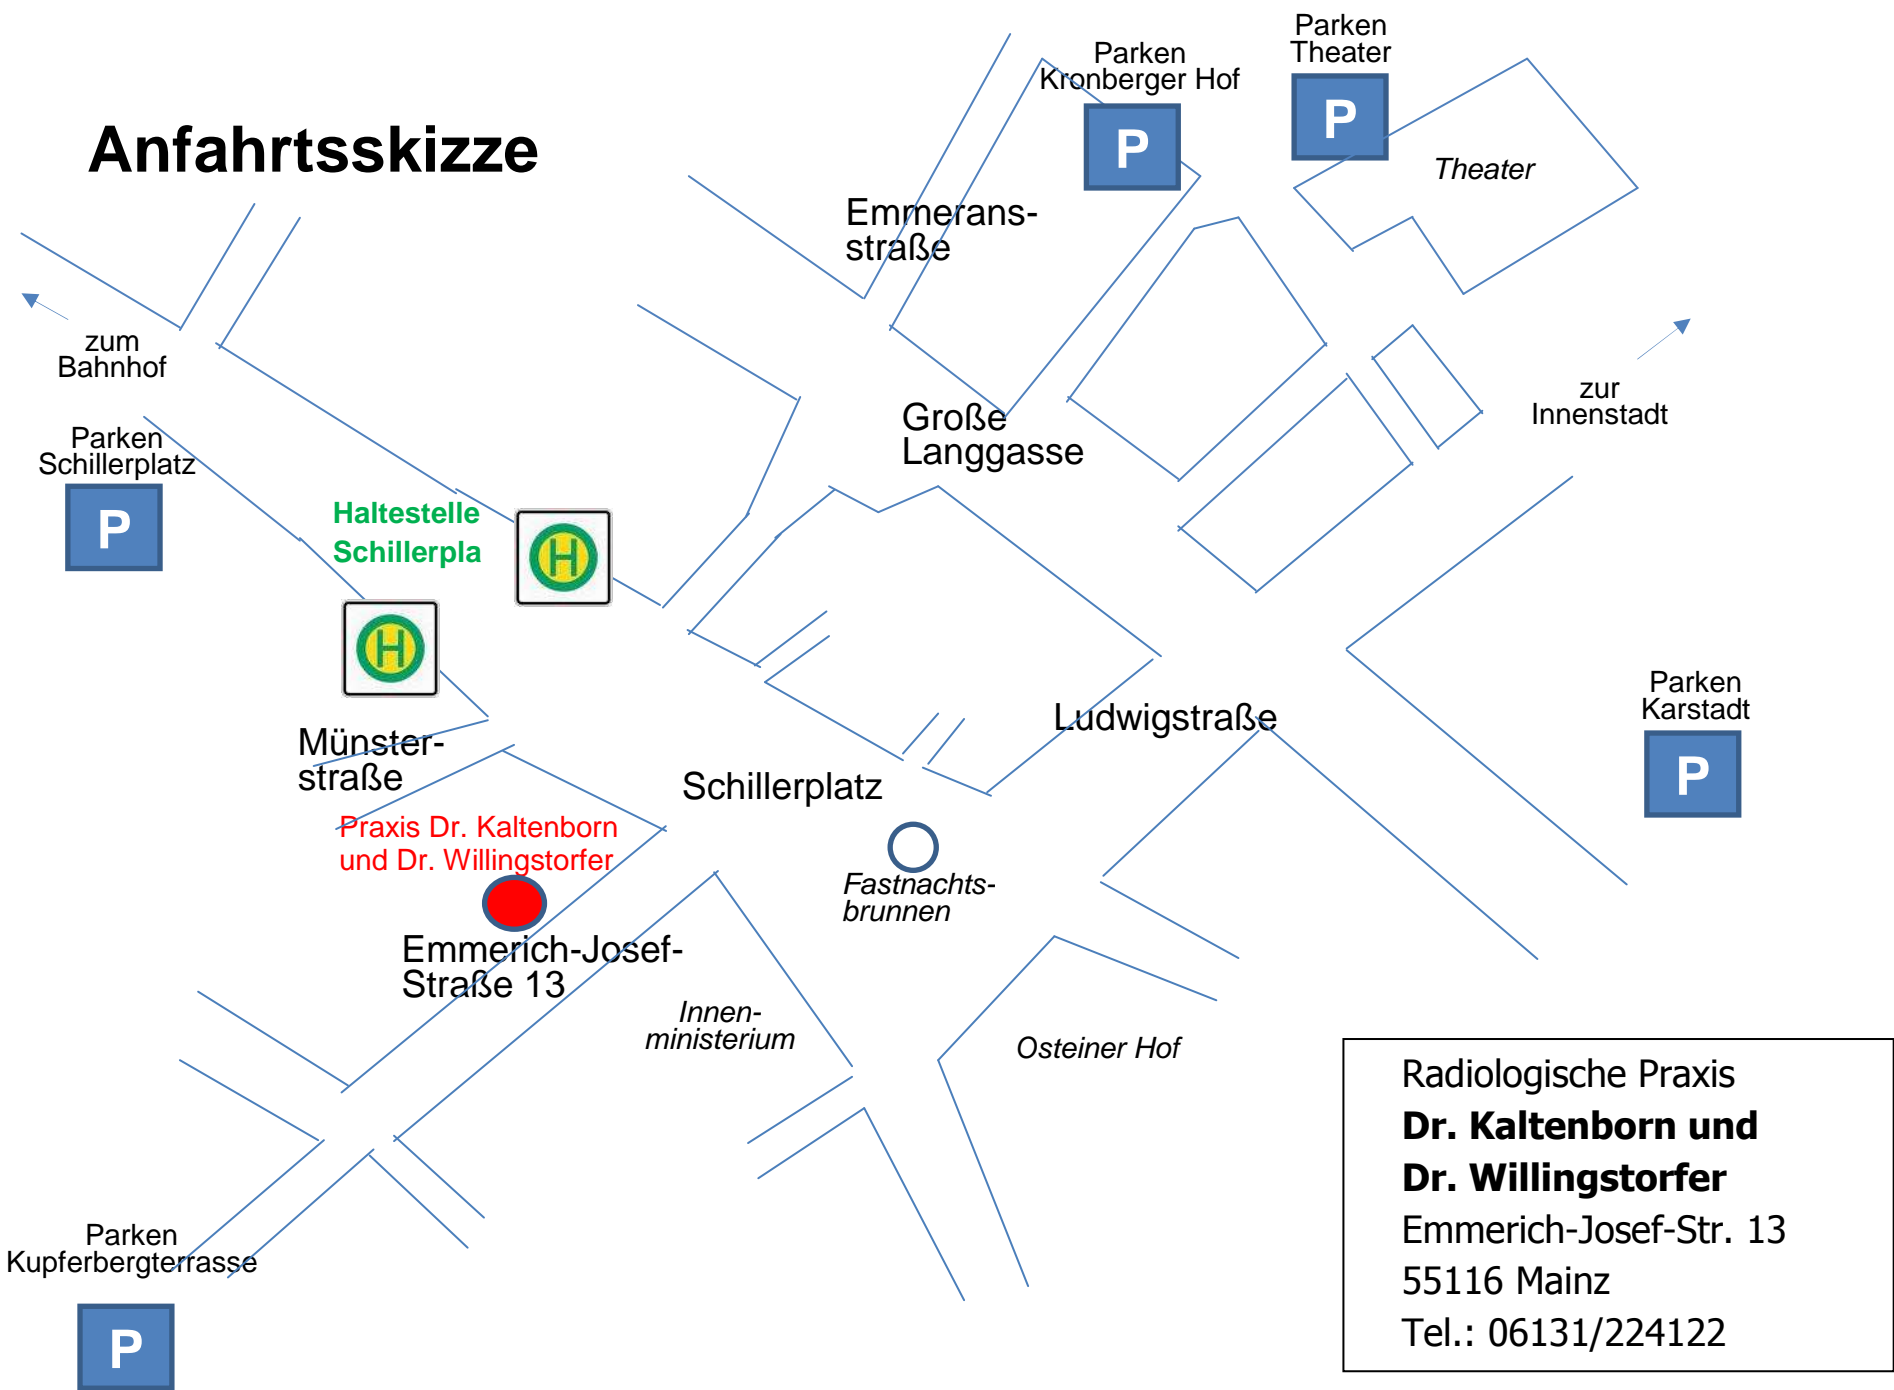 Parken
Theater
P
Parken
Kronberger Hof
P
Anfahrtsskizze
Theater
Emmerans-
straße
zum
Bahnhof
zur
Innenstadt
Große
Langgasse
Parken
Schillerplatz
P
Haltestelle
Schillerpla
H
H
Parken
Karstadt
P
Ludwigstraße
Münster-
straße
Schillerplatz
Praxis Dr. Kaltenborn
und Dr. Willingstorfer
Fastnachts-
brunnen
Emmerich-Josef-
Straße 13
Innen-
ministerium
Osteiner Hof
Radiologische Praxis
Dr. Kaltenborn und
Dr. Willingstorfer
Emmerich-Josef-Str. 13
55116 Mainz
Tel.: 06131/224122
Parken
Kupferbergterrasse
P